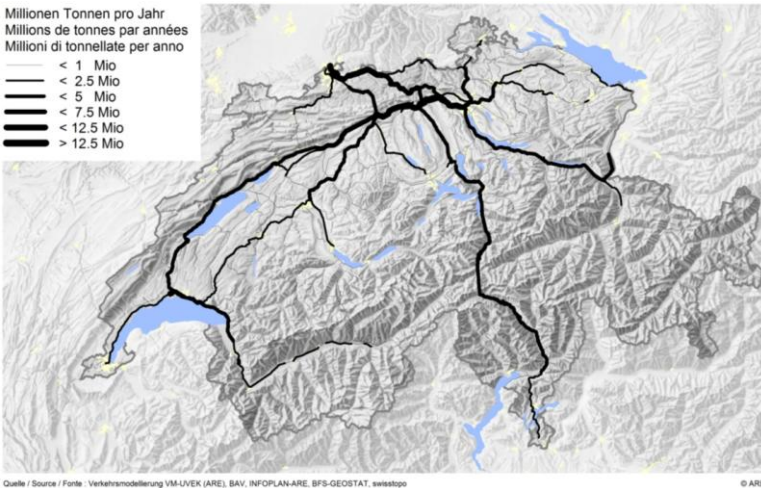 Millionen Tonnen pro Jahr
Millions de tonnes par années
Millioni di tonnellate per anno
< 1 Mio
< 2.5 Mio
< 5 Mio
< 7.5 Mio
< 12.5 Mio
> 12.5 Mio
Quelle / Source / Fonte : Verkehrsmodellierung VM-UVEK (ARE), BAV, INFOPLAN-ARE, BFS-GEOSTAT, swisstopo
© ARE